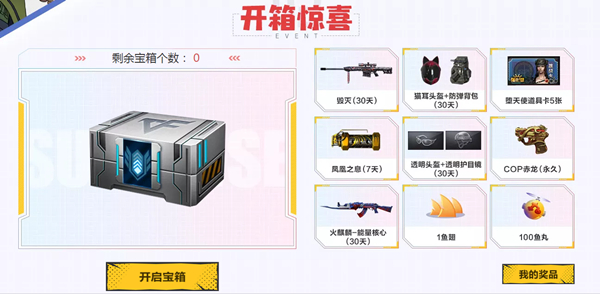 开箱惊喜
EVENT
剩余宝箱个数：0
开启宝箱
毁灭(30天)
猫耳头盔+防弹背包
(30天)
堕天使道具卡5张
凤凰之息(7天)
透明头盔+透明护目镜
(30天)
COP赤龙(永久)
火麒麟-能量核心
(30天)
1鱼翅
100鱼丸
我的奖品